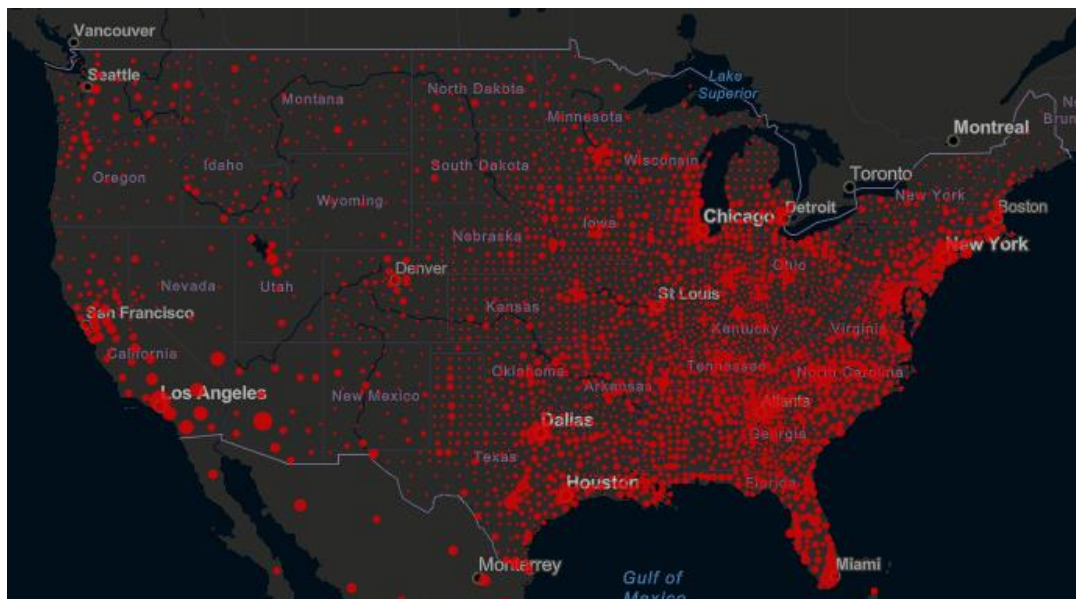 Vancouver
Seattle
Lake
Superior
North Dakota
Montana
Minnesota
Montreal
Wisconsin
South Dakota
Idaho
Oregon
Toronto
New York
Wyoming
Detroit
Boston
Chicago
Iowa
Nebraska
New York
Ohio
Denver
Nevada
Utah
St Louis
Kansas
San Francisco
Kentucky
Virginia
California
Tennessee
Oklahoma
North Carolina
Arkansas
Los Angeles
New Mexico
Atlanta
Dallas
Georgia
Texas
Houston
Florida
Monterrey
Miami
Gulf of
Mexico